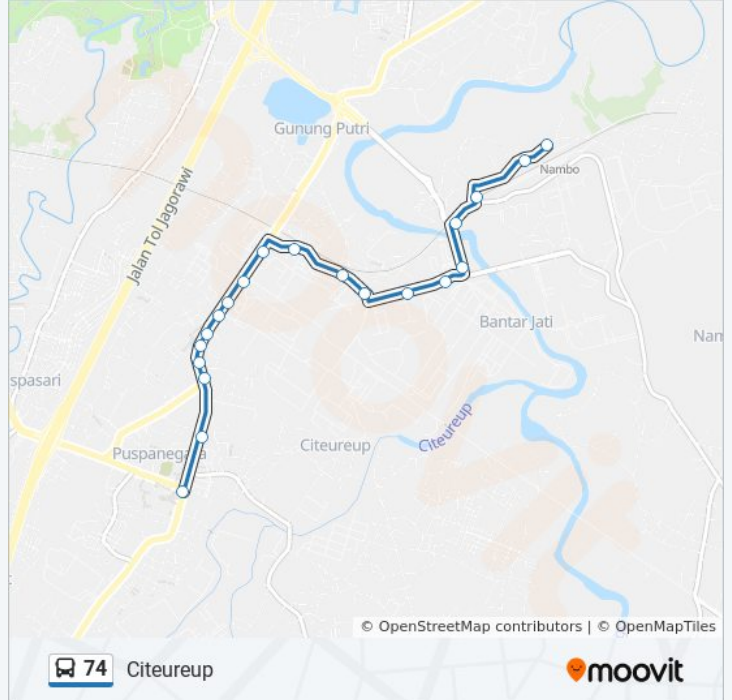 Gunung Putri
Nambo
Jalan Tol Jagorawi
Bantar Jati
Nam
spasari
Citeureup
Citeureup
Puspanegara
© OpenStreetMap contributors | © OpenMapTiles
74 Citeureup
moovit